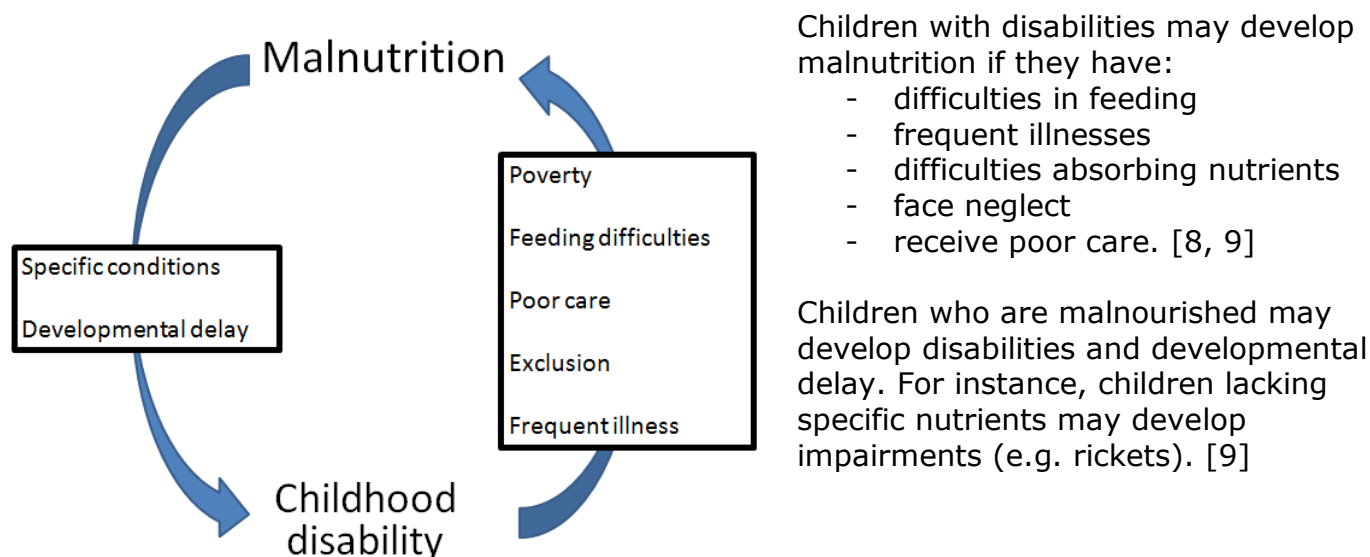 Malnutrition
Specific conditions
Developmental delay
Poverty
Feeding difficulties
Poor care
Exclusion
Frequent illness
Childhood
disability
Children with disabilities may develop
malnutrition if they have:
- difficulties in feeding
- frequent illnesses
- difficulties absorbing nutrients
- face neglect
- receive poor care. [8, 9]
Children who are malnourished may
develop disabilities and developmental
delay. For instance, children lacking
specific nutrients may develop
impairments (e.g. rickets). [9]